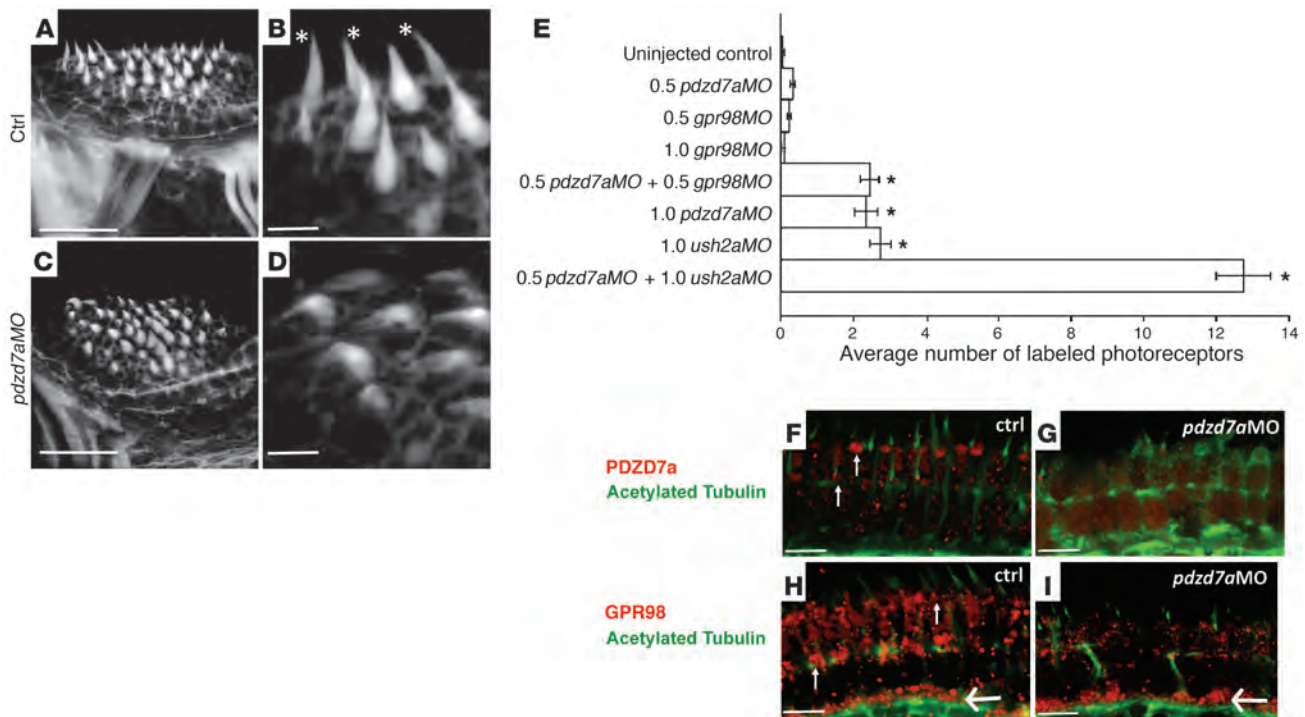 A
B
* * *
Ctrl
C
D
pdzd7aMO
E
Uninjected control
0.5 pdzd7aMO
0.5 gpr98MO
1.0 gpr98MO
0.5 pdzd7aMO + 0.5 gpr98MO
*
1.0 pdzd7aMO
*
1.0 ush2aMO
*
0.5 pdzd7aMO + 1.0 ush2aMO
*
0 2 4 6 8 10 12 14
Average number of labeled photoreceptors
PDZD7a
Acetylated Tubulin
F
ctrl
G
pdzd7aMO
GPR98
Acetylated Tubulin
H
ctrl
I
pdzd7aMO